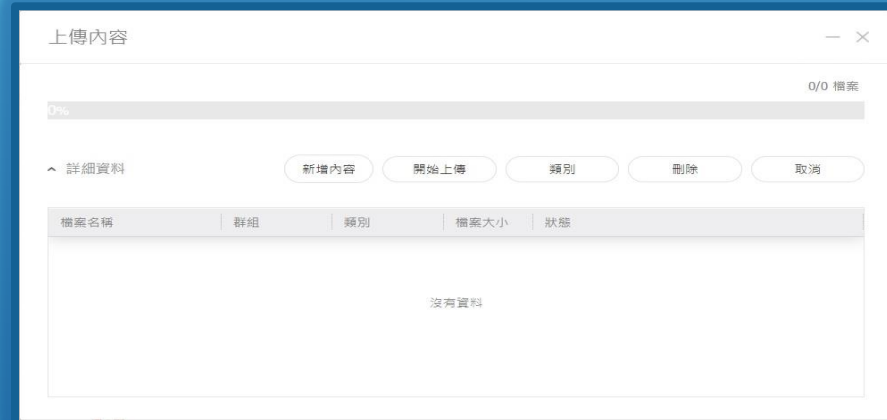 上傳內容
0/0 檔案
0%
詳細資料
新增內容
開始上傳
類別
刪除
取消
檔案名稱 群組 類別 檔案大小 狀態
沒有資料